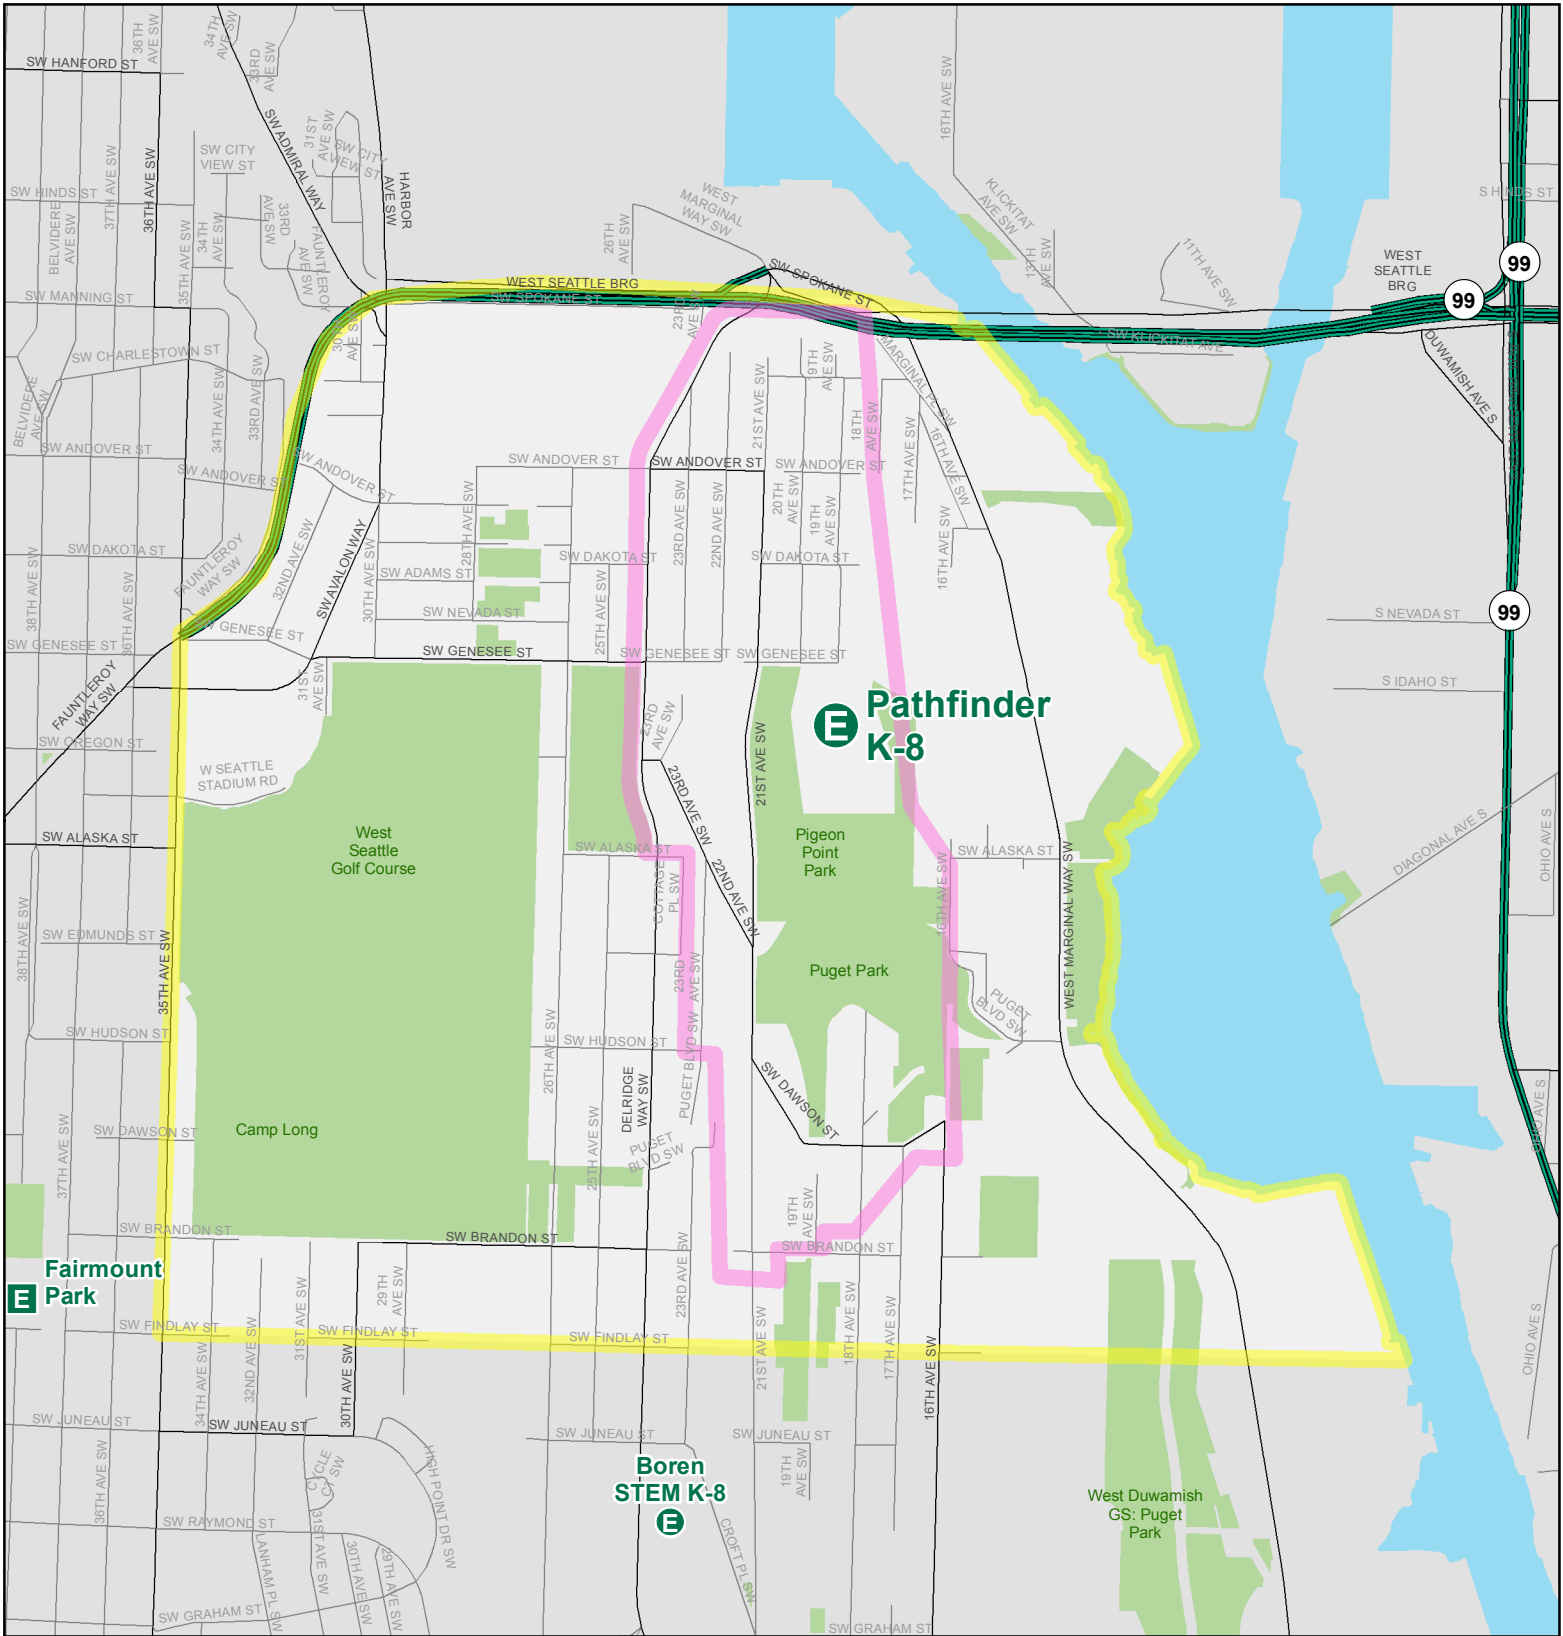 36TH
AVE SW
34TH
AVE SW
33RD
AVE SW
SW HANFORD ST
SW ADMIRAL WAY
31ST
AVE SW
SW CITY
VIEW ST
SW CITY
VIEW ST
16TH AVE SW
37TH AVE SW
36TH AVE SW
HARBOR
AVE SW
SW HINDS ST
S HINDS ST
WEST
MARGINAL
WAY SW
KLICKITAT
AVE SW
BELVIDERE
AVE SW
35TH AVE SW
34TH
AVE SW
33RD
AVE SW
FAUNTLEROY
AVE SW
26TH
AVE SW
13TH
AVE SW
11TH AVE SW
WEST
SEATTLE
BRG
99
99
SW MANNING ST
WEST SEATTLE BRG
SW SPOKANE ST
SW SPOKANE ST
23RD
AVE SW
30TH
AVE SW
SW KLICKITAT AVE
DUWAMISH AVE S
SW CHARLESTOWN ST
MARGINAL PL SW
19TH
AVE SW
21ST AVE SW
18TH
AVE SW
BELVIDERE
AVE SW
34TH AVE SW
33RD AVE SW
17TH AVE SW
16TH AVE SW
SW ANDOVER ST
SW ANDOVER ST
SW ANDOVER ST
SW ANDOVER ST
SW ANDOVER ST
SW ANDOVER ST
28TH AVE SW
23RD AVE SW
22ND AVE SW
20TH
AVE SW
19TH
AVE SW
32ND AVE SW
SW AVALON WAY
30TH AVE SW
16TH AVE SW
SW DAKOTA ST
SW DAKOTA ST
SW DAKOTA ST
FAUNTLEROY
WAY SW
38TH AVE SW
36TH AVE SW
SW ADAMS ST
SW NEVADA ST
25TH AVE SW
S NEVADA ST
99
SW GENESEE ST
SW GENESEE ST
SW GENESEE ST
SW GENESEE ST
SW GENESEE ST
31ST
AVE SW
FAUNTLEROY
WAY SW
S IDAHO ST
E
Pathfinder
K-8
23RD
AVE SW
21ST AVE SW
SW OREGON ST
W SEATTLE
STADIUM RD
23RD AVE SW
22ND AVE SW
West
Seattle
Golf Course
Pigeon
Point
Park
SW ALASKA ST
SW ALASKA ST
SW ALASKA ST
COTTAGE
PL SW
16TH AVE SW
WEST MARGINAL WAY SW
DIAGONAL AVE S
OHIO AVE S
38TH AVE SW
SW EDMUNDS ST
35TH AVE SW
23RD
AVE SW
Puget Park
PUGET
BLVD SW
SW HUDSON ST
SW HUDSON ST
26TH AVE SW
PUGET BLVD SW
DELRIDGE
WAY SW
SW DAWSON ST
SW DAWSON ST
Camp Long
37TH AVE SW
25TH AVE SW
PUGET
BLVD SW
OHIO AVE S
19TH
AVE SW
SW BRANDON ST
SW BRANDON ST
SW BRANDON ST
E
Fairmount
Park
29TH
AVE SW
23RD AVE SW
31ST AVE SW
SW FINDLAY ST
SW FINDLAY ST
SW FINDLAY ST
34TH AVE SW
32ND AVE SW
30TH AVE SW
21ST AVE SW
18TH AVE SW
17TH AVE SW
16TH AVE SW
OHIO AVE S
SW JUNEAU ST
SW JUNEAU ST
SW JUNEAU ST
SW JUNEAU ST
36TH AVE SW
CYCLE
CT SW
HIGH POINT DR SW
Boren
STEM K-8
E
19TH
AVE SW
West Duwamish
GS: Puget
Park
SW RAYMOND ST
LANHAM PL SW
31ST AVE SW
30TH AVE SW
29TH AVE SW
CROFT PL SW
SW GRAHAM ST
SW GRAHAM ST